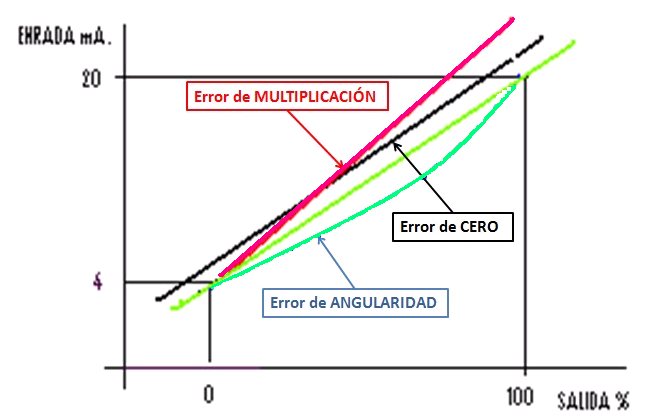 ENRADA mA.
20
Error de MULTIPLICACIÓN
Error de CERO
4
Error de ANGULARIDAD
0
100
SALIDA %